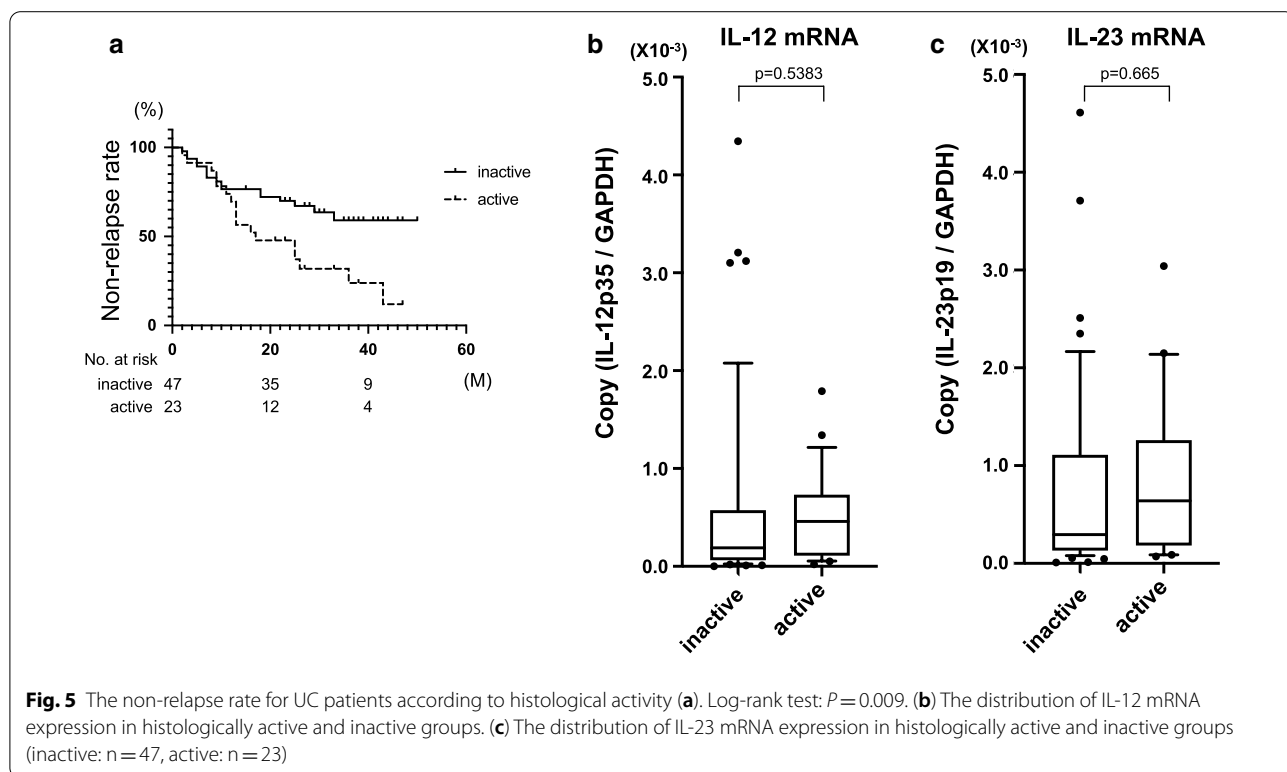 a
(%)
Non-relapse rate
100
50
0
inactive
active
0 20 40 60
(M)
No. at risk
inactive 47 35 9
active 23 12 4
b
(X10⁻³)
IL-12 mRNA
p=0.5383
Copy (IL-12p35 / GAPDH)
5.0
4.0
3.0
2.0
1.0
0.0
inactive
active
c
(X10⁻³)
IL-23 mRNA
p=0.665
Copy (IL-23p19 / GAPDH)
5.0
4.0
3.0
2.0
1.0
0.0
inactive
active
Fig. 5 The non-relapse rate for UC patients according to histological activity (a). Log-rank test: P = 0.009. (b) The distribution of IL-12 mRNA
expression in histologically active and inactive groups. (c) The distribution of IL-23 mRNA expression in histologically active and inactive groups
(inactive: n = 47, active: n = 23)